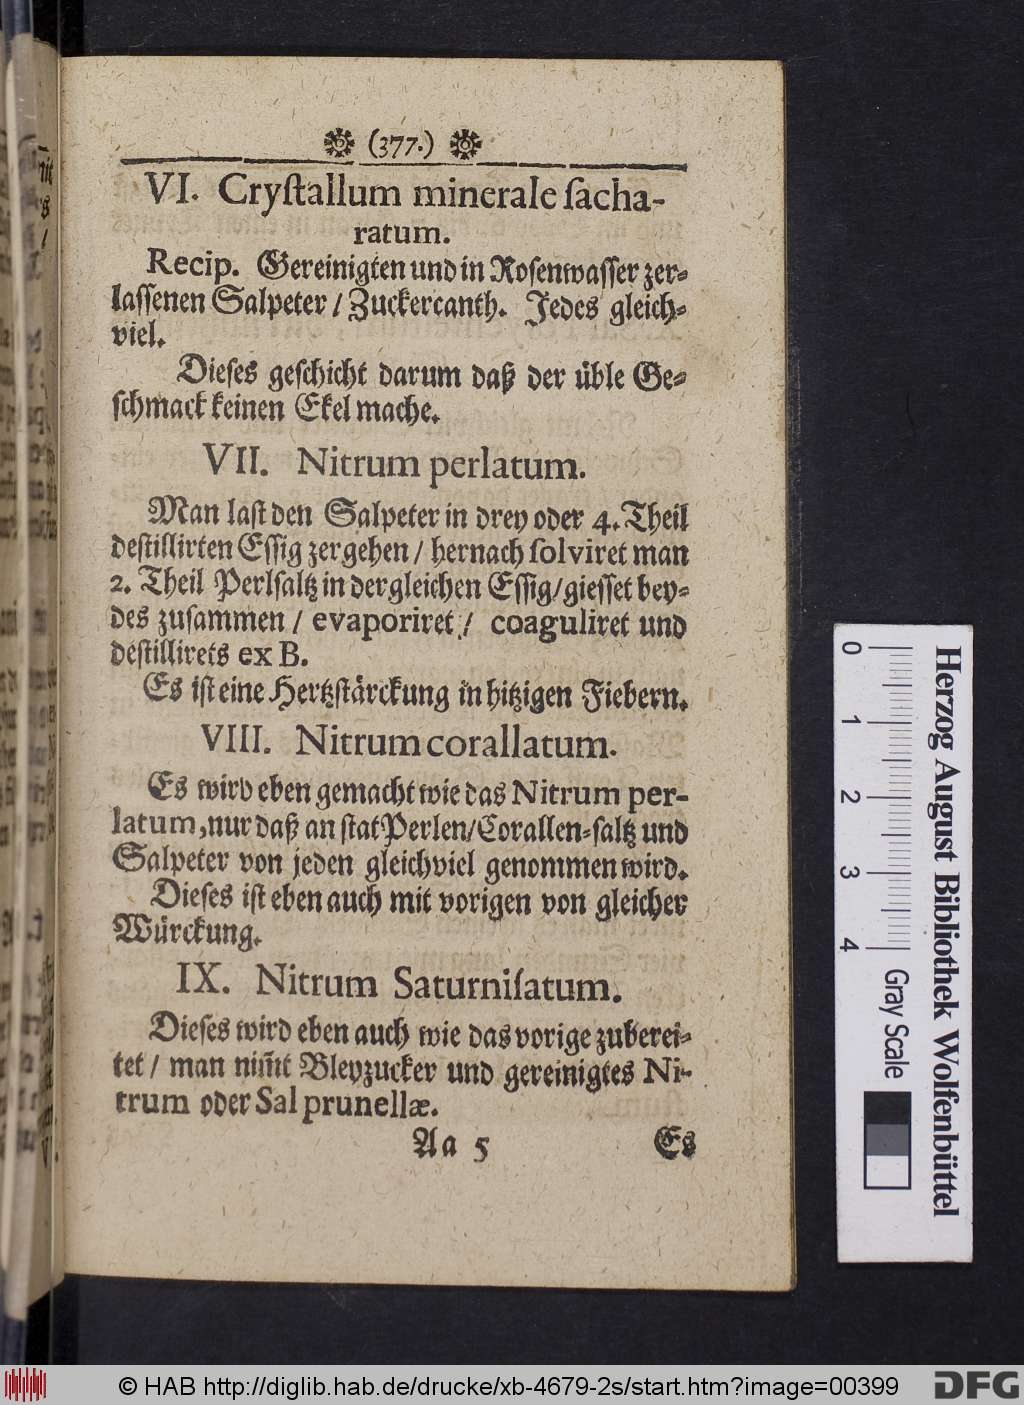 (377.)
VI. Crystallum minerale ſacha-
ratum.
Recip. Gereinigten und in Roſenwaſſer zer-
laſſenen Salpeter / Zuckercanth. Jedes gleich-
viel.
Dieſes geſchicht darum daß der üble Ge-
ſchmack keinen Ekel mache.
VII. Nitrum perlatum.
Man laſt den Salpeter in drey oder 4. Theil
deſtillirten Eſſig zergehen / hernach ſolviret man
2. Theil Perlſaltz in dergleichen Eſſig/gieſſet bey-
des zuſammen / evaporiret / coaguliret und
deſtillirets ex B.
Es iſt eine Hertzſtärckung in hitzigen Fiebern.
VIII. Nitrum corallatum.
Es wird eben gemacht wie das Nitrum per-
latum, nur daß an ſtat Perlen/Corallen-ſaltz und
Salpeter von jeden gleichviel genommen wird.
Dieſes iſt eben auch mit vorigen von gleicher
Würckung.
IX. Nitrum Saturniſatum.
Dieſes wird eben auch wie das vorige zuberei-
tet / man nim̃t Bleyzucker und gereinigtes Ni-
trum oder Sal prunellæ.
Aa 5 Es
0 1 2 3 4 Gray Scale
Herzog August Bibliothek Wolfenbüttel
© HAB http://diglib.hab.de/drucke/xb-4679-2s/start.htm?image=00399
DFG